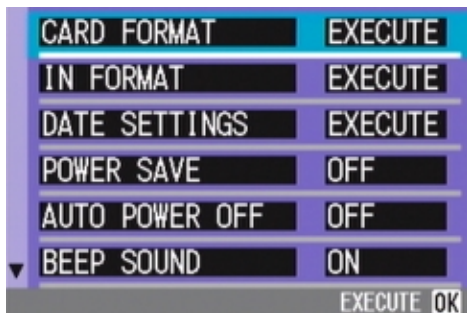 CARD FORMAT EXECUTE
IN FORMAT EXECUTE
DATE SETTINGS EXECUTE
POWER SAVE OFF
AUTO POWER OFF OFF
BEEP SOUND ON
EXECUTE OK